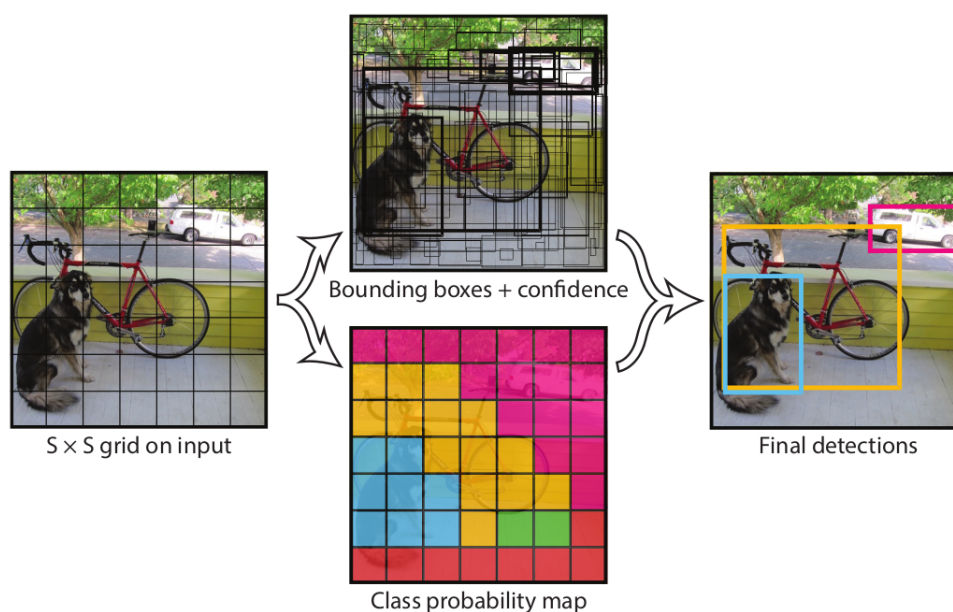 S × S grid on input
Bounding boxes + confidence
Class probability map
Final detections